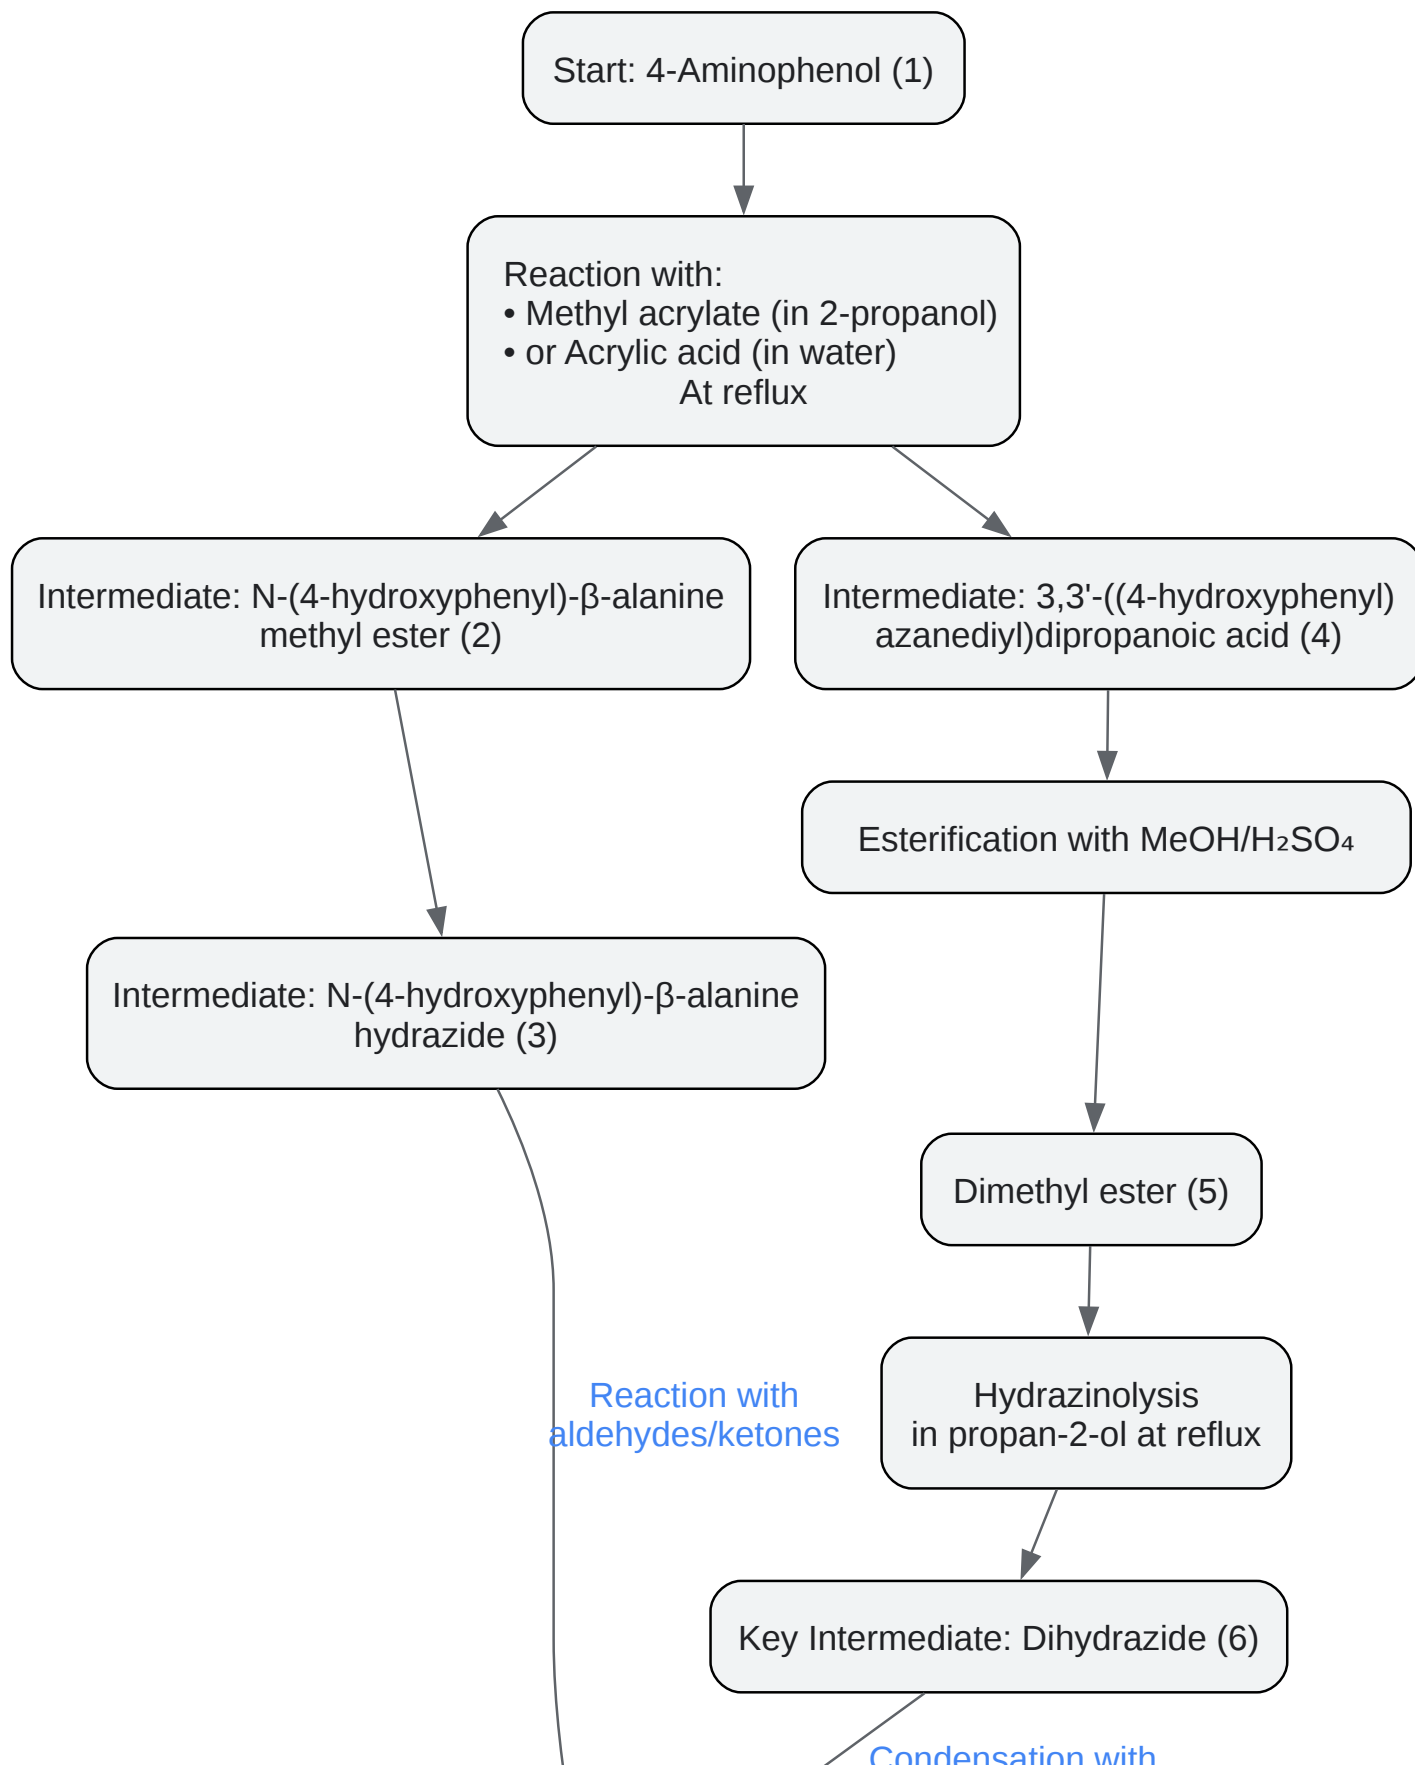 Start: 4-Aminophenol (1)
Reaction with:
• Methyl acrylate (in 2-propanol)
• or Acrylic acid (in water)
At reflux
Intermediate: N-(4-hydroxyphenyl)-β-alanine
methyl ester (2)
Intermediate: 3,3'-((4-hydroxyphenyl)
azanediyl)dipropanoic acid (4)
Esterification with MeOH/H₂SO₄
Intermediate: N-(4-hydroxyphenyl)-β-alanine
hydrazide (3)
Dimethyl ester (5)
Reaction with
aldehydes/ketones
Hydrazinolysis
in propan-2-ol at reflux
Key Intermediate: Dihydrazide (6)
Condensation with